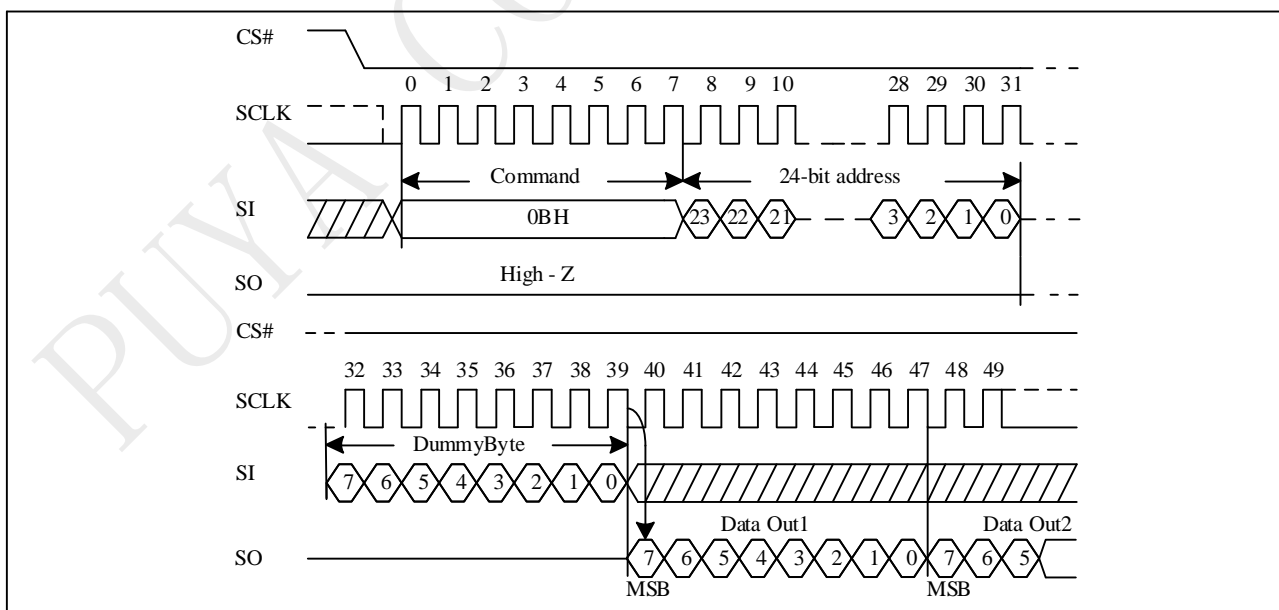 PUYA CO
CS#
0 1 2 3 4 5 6 7 8 9 10 28 29 30 31
SCLK
Command 24-bit address
SI 0BH 23 22 21 3 2 1 0
High - Z
SO
CS#
32 33 34 35 36 37 38 39 40 41 42 43 44 45 46 47 48 49
SCLK
DummyByte
SI 7 6 5 4 3 2 1 0
Data Out1 Data Out2
SO 7 6 5 4 3 2 1 0 7 6 5
MSB MSB